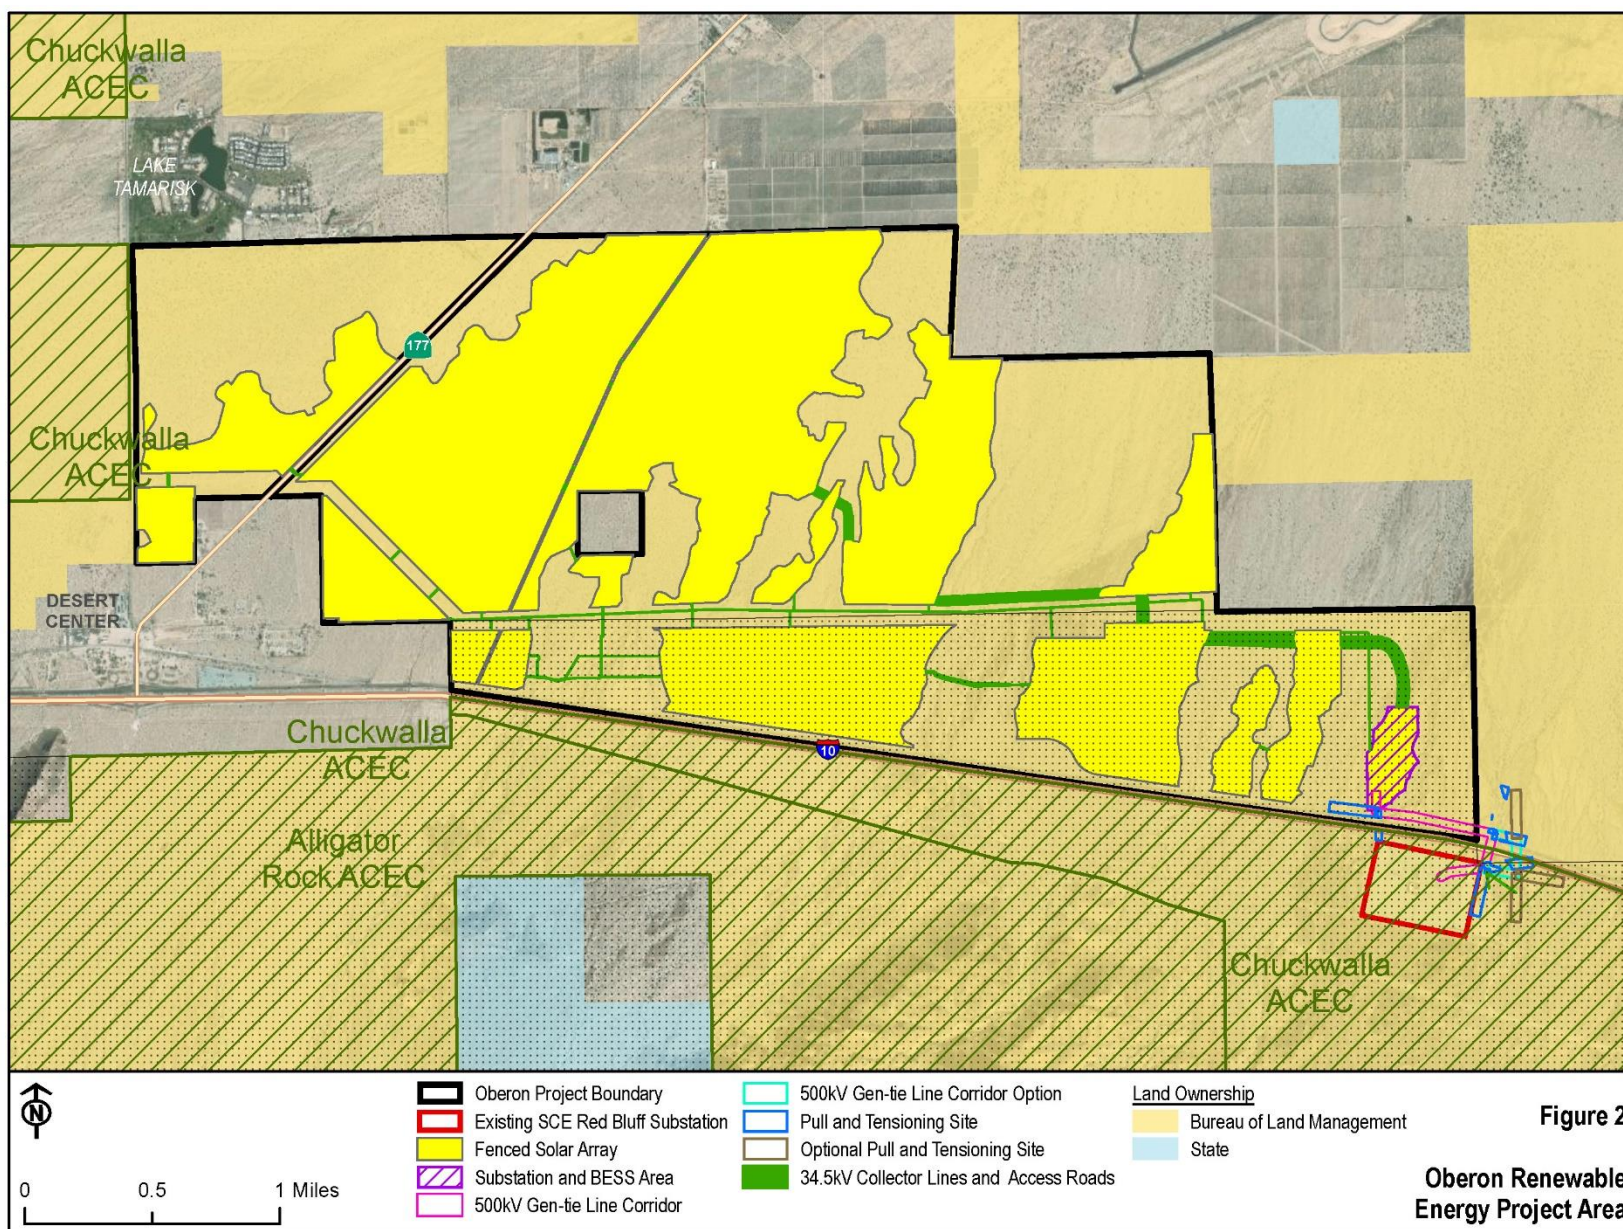 Chuckwalla
ACEC
LAKE
TAMARISK
177
Chuckwalla
ACEC
DESERT
CENTER
Chuckwalla
ACEC
10
Alligator
Rock ACEC
Chuckwalla
ACEC
N
0 0.5 1 Miles
Oberon Project Boundary
Existing SCE Red Bluff Substation
Fenced Solar Array
Substation and BESS Area
500kV Gen-tie Line Corridor
500kV Gen-tie Line Corridor Option
Pull and Tensioning Site
Optional Pull and Tensioning Site
34.5kV Collector Lines and Access Roads
Land Ownership
Bureau of Land Management
State
Figure 2
Oberon Renewable
Energy Project Area